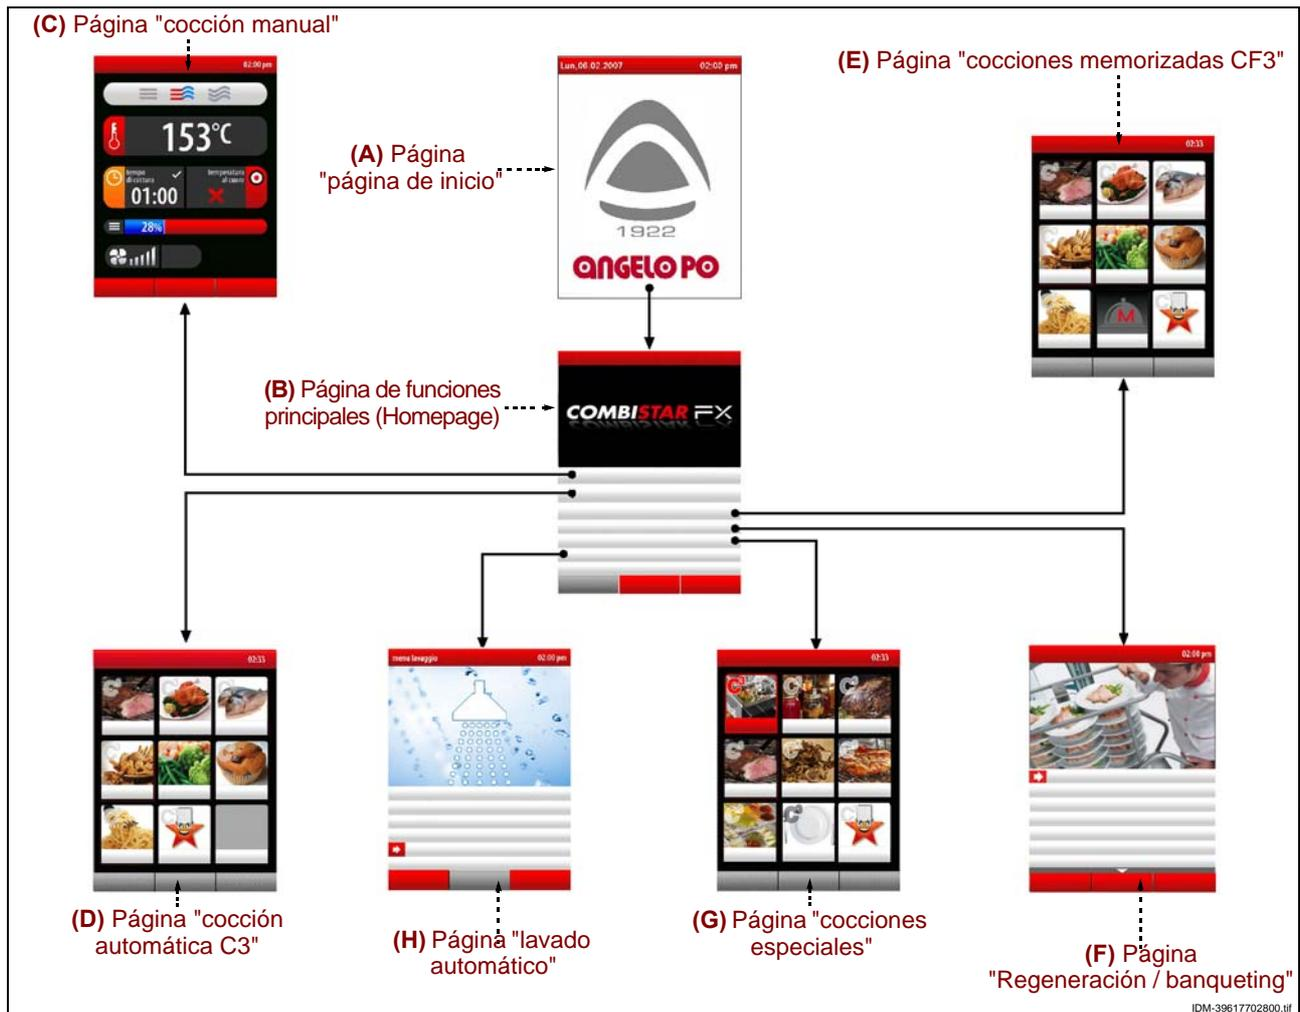 (C) Página "cocción manual"
02:00 pm
153°C
tempo
di cottura
01:00
temperatura
al cuore
28%
Lun,06.02.2007 02:00 pm
1922
ANGELO PO
(A) Página
"página de inicio"
(E) Página "cocciones memorizadas CF3"
02:33
M
(B) Página de funciones
principales (Homepage)
COMBISTAR FX
02:33
menu lavaggio 02:00 pm
02:33
02:00 pm
(D) Página "cocción
automática C3"
(H) Página "lavado
automático"
(G) Página "cocciones
especiales"
(F) Página
"Regeneración / banqueting"
IDM-39617702800.tif